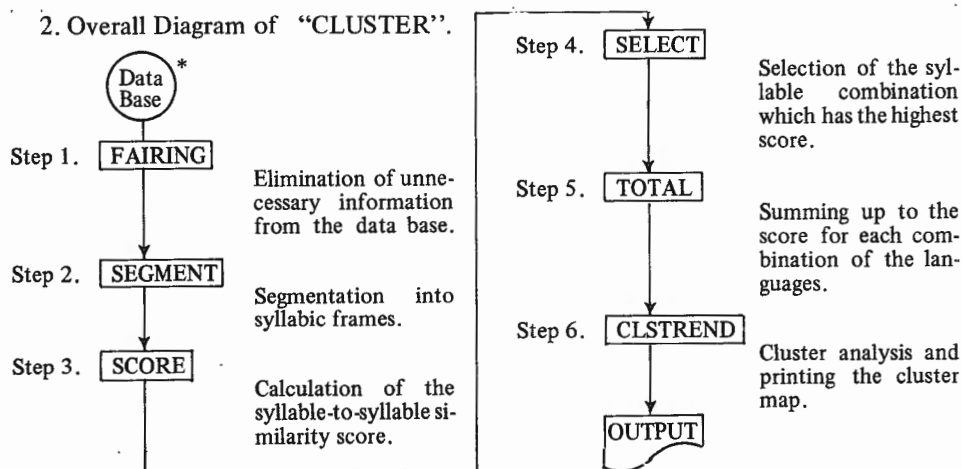 2. Overall Diagram of “CLUSTER”.
Data
Base
*
Step 1. FAIRING
Elimination of unne-
cessary information
from the data base.
Step 2. SEGMENT
Segmentation into
syllabic frames.
Step 3. SCORE
Calculation of the
syllable-to-syllable si-
milarity score.
Step 4. SELECT
Selection of the syl-
lable combination
which has the highest
score.
Step 5. TOTAL
Summing up to the
score for each com-
bination of the lan-
guages.
Step 6. CLSTREND
Cluster analysis and
printing the cluster
map.
OUTPUT